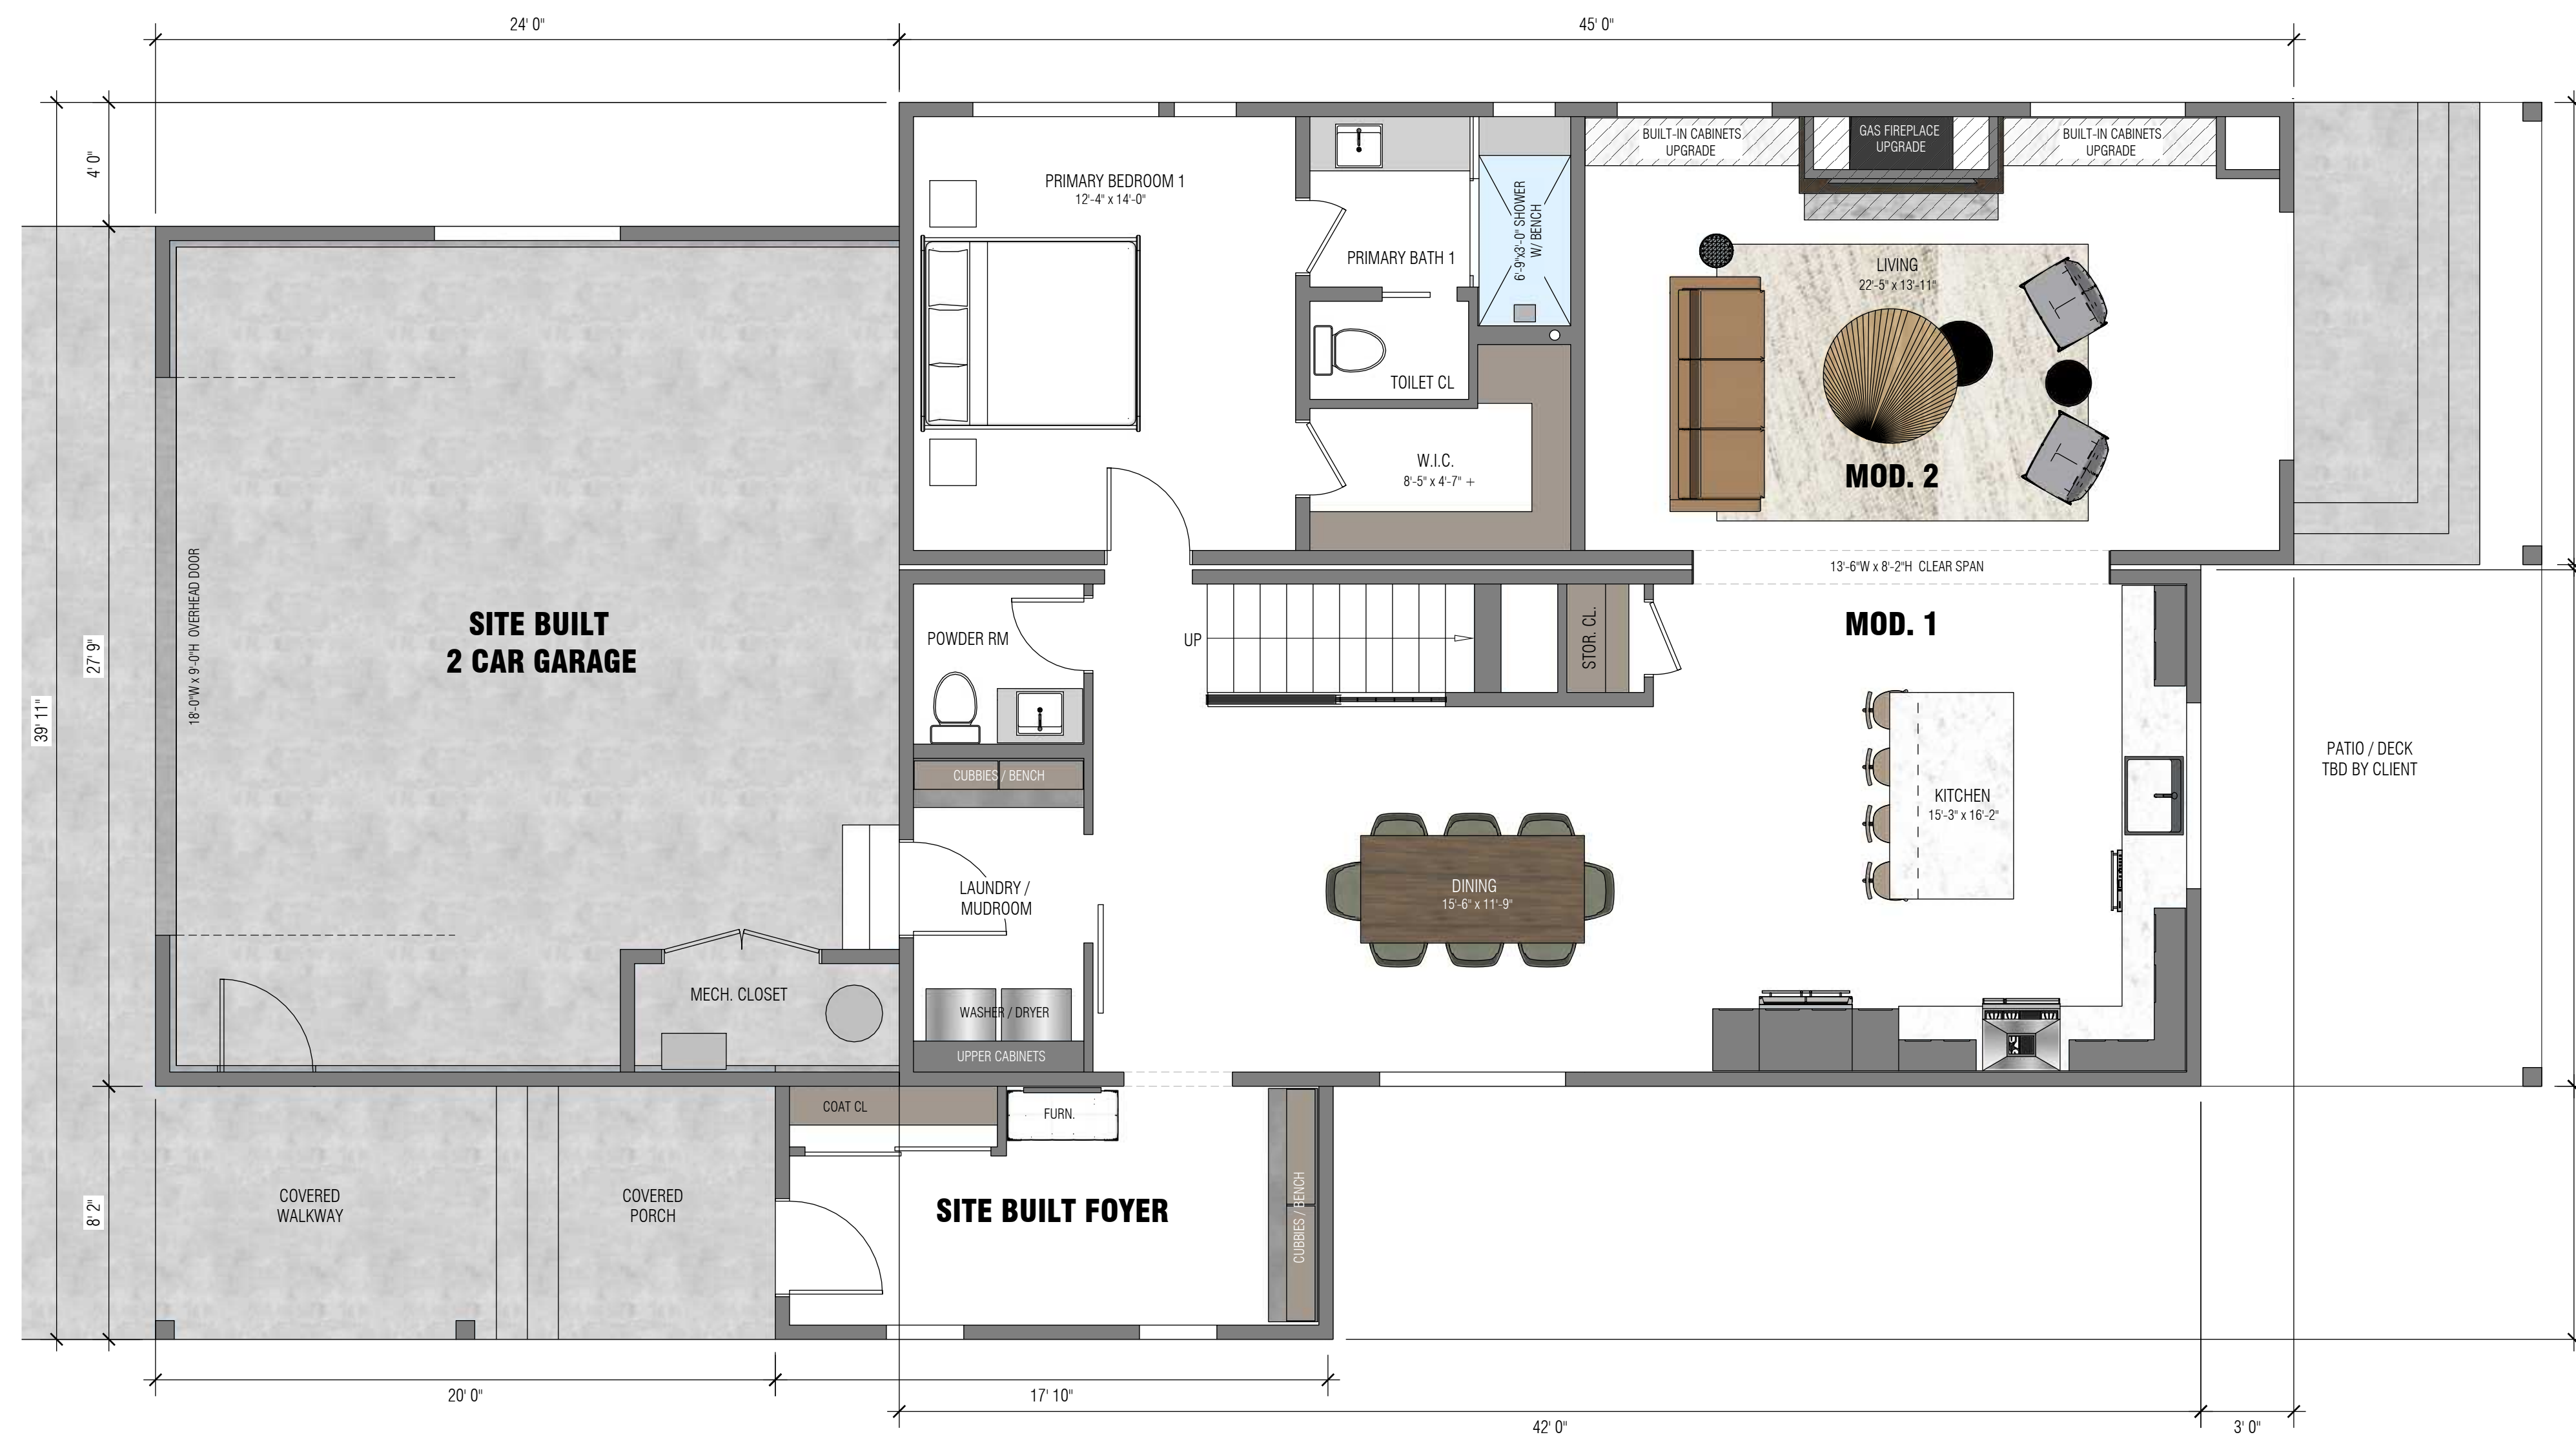 24' 0"
45' 0"
4' 0"
27' 9"
39' 11"
8' 2"
BUILT-IN CABINETS
UPGRADE
GAS FIREPLACE
UPGRADE
BUILT-IN CABINETS
UPGRADE
PRIMARY BEDROOM 1
12'-4" x 14'-0"
6'-9"x3'-0" SHOWER
W/ BENCH
PRIMARY BATH 1
LIVING
22'-5" x 13'-11"
TOILET CL
W.I.C.
8'-5" x 4'-7" +
MOD. 2
18'-0"W x 9'-0"H OVERHEAD DOOR
SITE BUILT
2 CAR GARAGE
13'-6"W x 8'-2"H CLEAR SPAN
MOD. 1
POWDER RM
UP
STOR. CL.
CUBBIES / BENCH
KITCHEN
15'-3" x 16'-2"
PATIO / DECK
TBD BY CLIENT
LAUNDRY /
MUDROOM
DINING
15'-6" x 11'-9"
MECH. CLOSET
WASHER / DRYER
UPPER CABINETS
COAT CL
FURN.
COVERED
WALKWAY
COVERED
PORCH
SITE BUILT FOYER
CUBBIES / BENCH
20' 0"
17' 10"
42' 0"
3' 0"